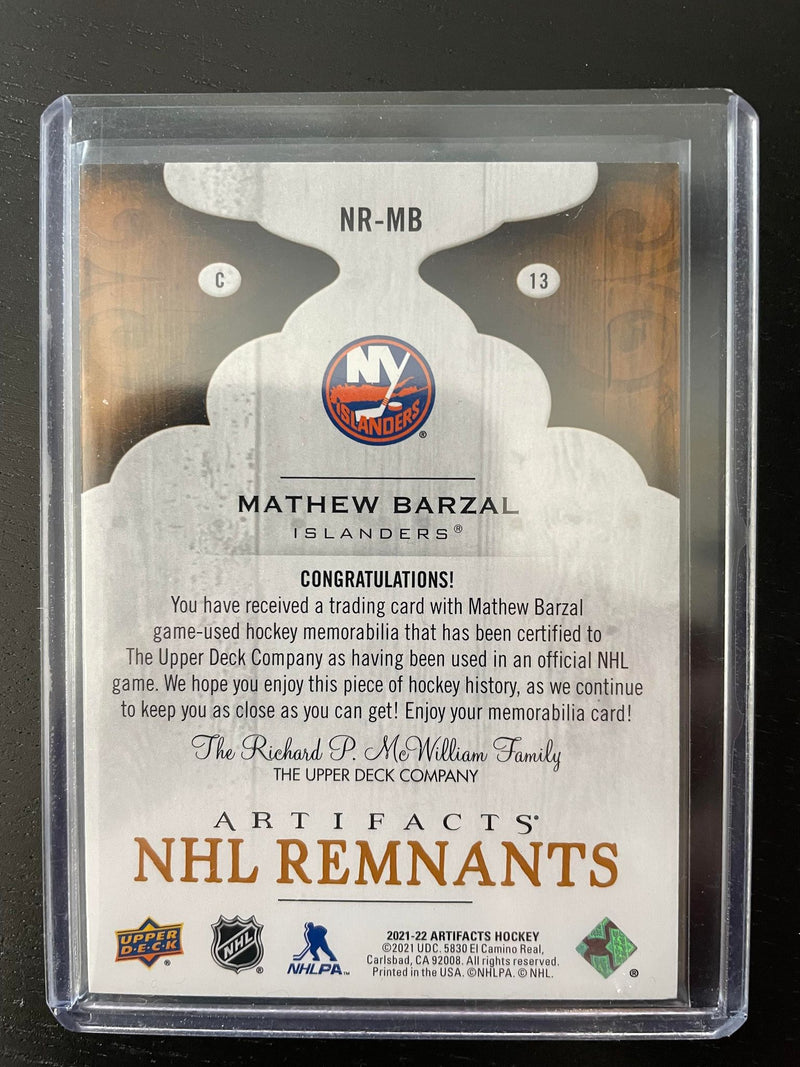 NR-MB
C 13
NY
ISLANDERS ®
MATHEW BARZAL
ISLANDERS®
CONGRATULATIONS!
You have received a trading card with Mathew Barzal
game-used hockey memorabilia that has been certified to
The Upper Deck Company as having been used in an official NHL
game. We hope you enjoy this piece of hockey history, as we continue
to keep you as close as you can get! Enjoy your memorabilia card!
The Richard P. McWilliam Family
THE UPPER DECK COMPANY
ARTIFACTS®
NHL REMNANTS
UPPER
D•E•C•K ®
NHL ®
NHLPA™
2021-22 ARTIFACTS HOCKEY
©2021 UDC. 5830 El Camino Real,
Carlsbad, CA 92008. All rights reserved.
Printed in the USA. ©NHLPA. © NHL.
®